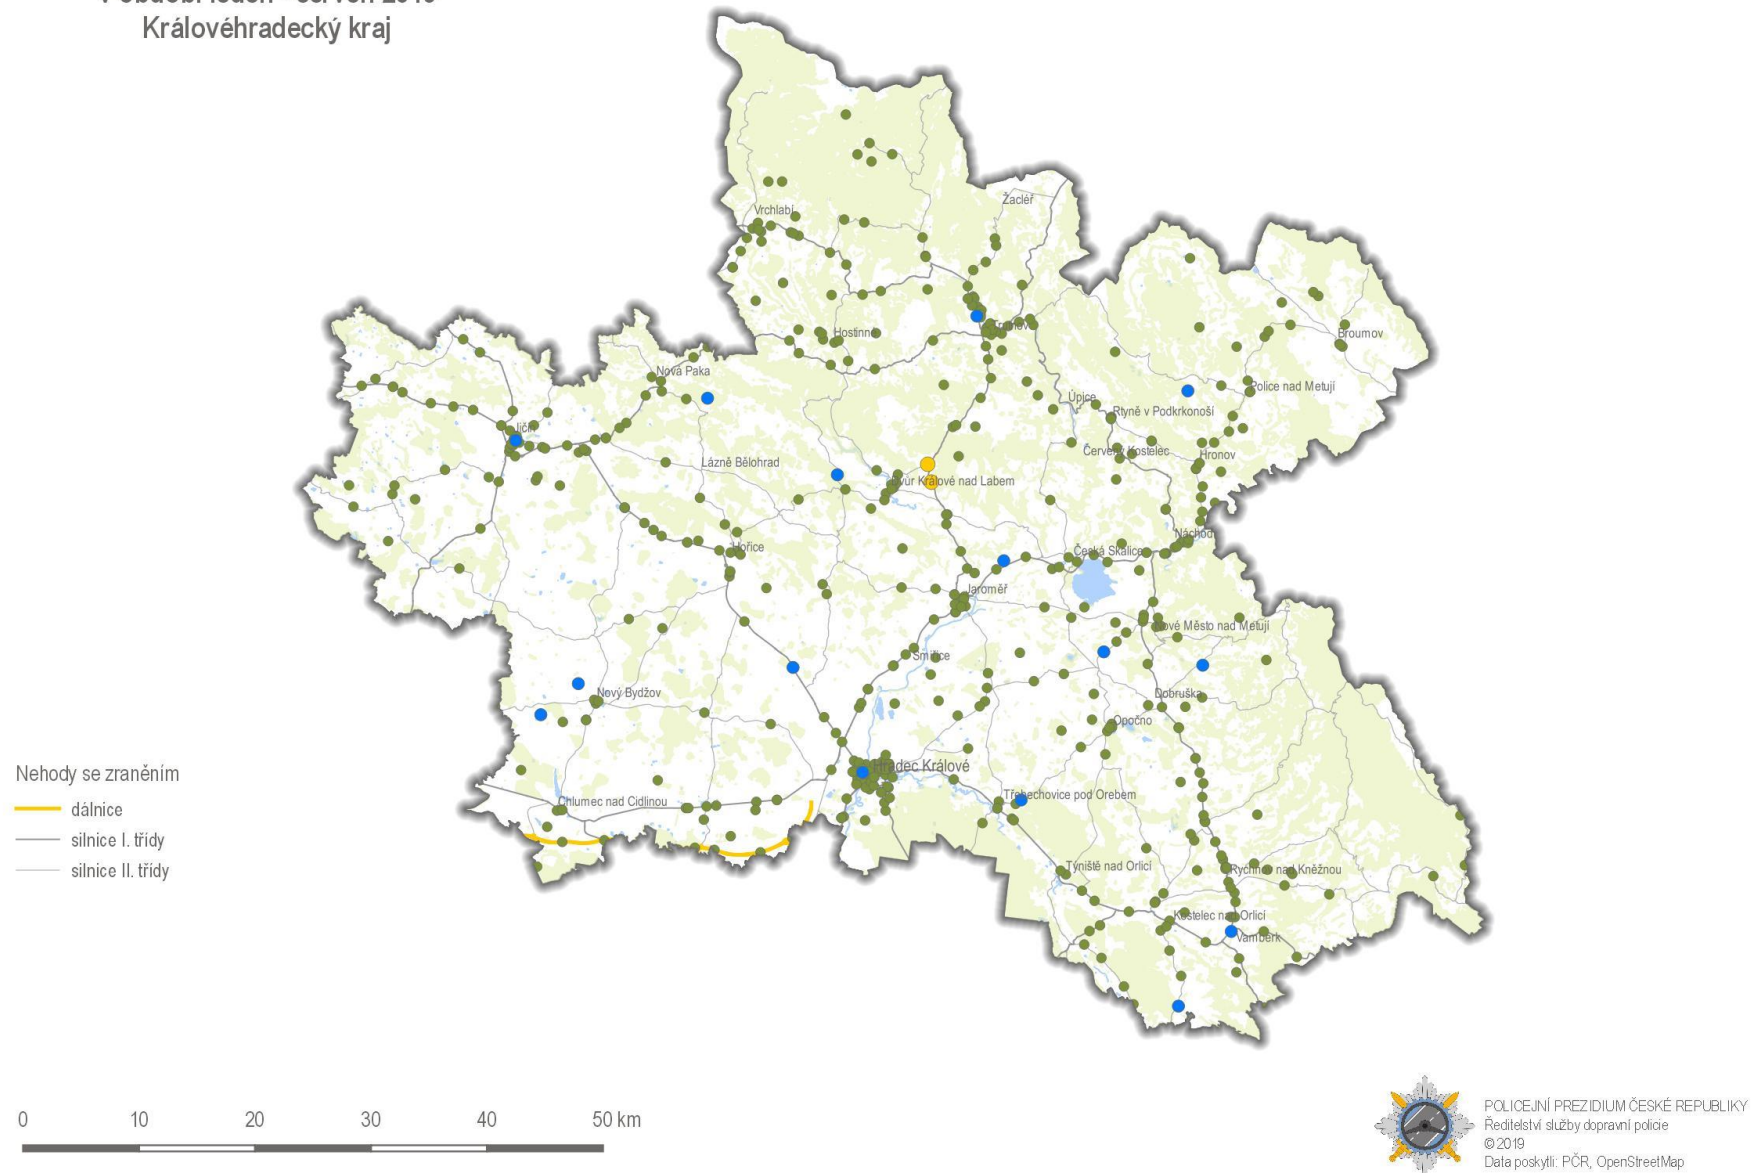 Královéhradecký kraj
Žacléř
Vrchlabí
Trutnov
Hostinné
Broumov
Nová Paka
Police nad Metují
Úpice
Rtyně v Podkrkonoší
Jičín
Červený Kostelec
Hronov
Lázně Bělohrad
Dvůr Králové nad Labem
Náchod
Hořice
Česká Skalice
Jaroměř
Nové Město nad Metují
Smiřice
Nový Bydžov
Dobruška
Opočno
Hradec Králové
Třebechovice pod Orebem
Chlumec nad Cidlinou
Týniště nad Orlicí
Rychnov nad Kněžnou
Kostelec nad Orlicí
Vamberk
Nehody se zraněním
dálnice
silnice I. třídy
silnice II. třídy
0 10 20 30 40 50 km
POLICEJNÍ PREZIDIUM ČESKÉ REPUBLIKY
Ředitelství služby dopravní policie
© 2019
Data poskytli: PČR, OpenStreetMap